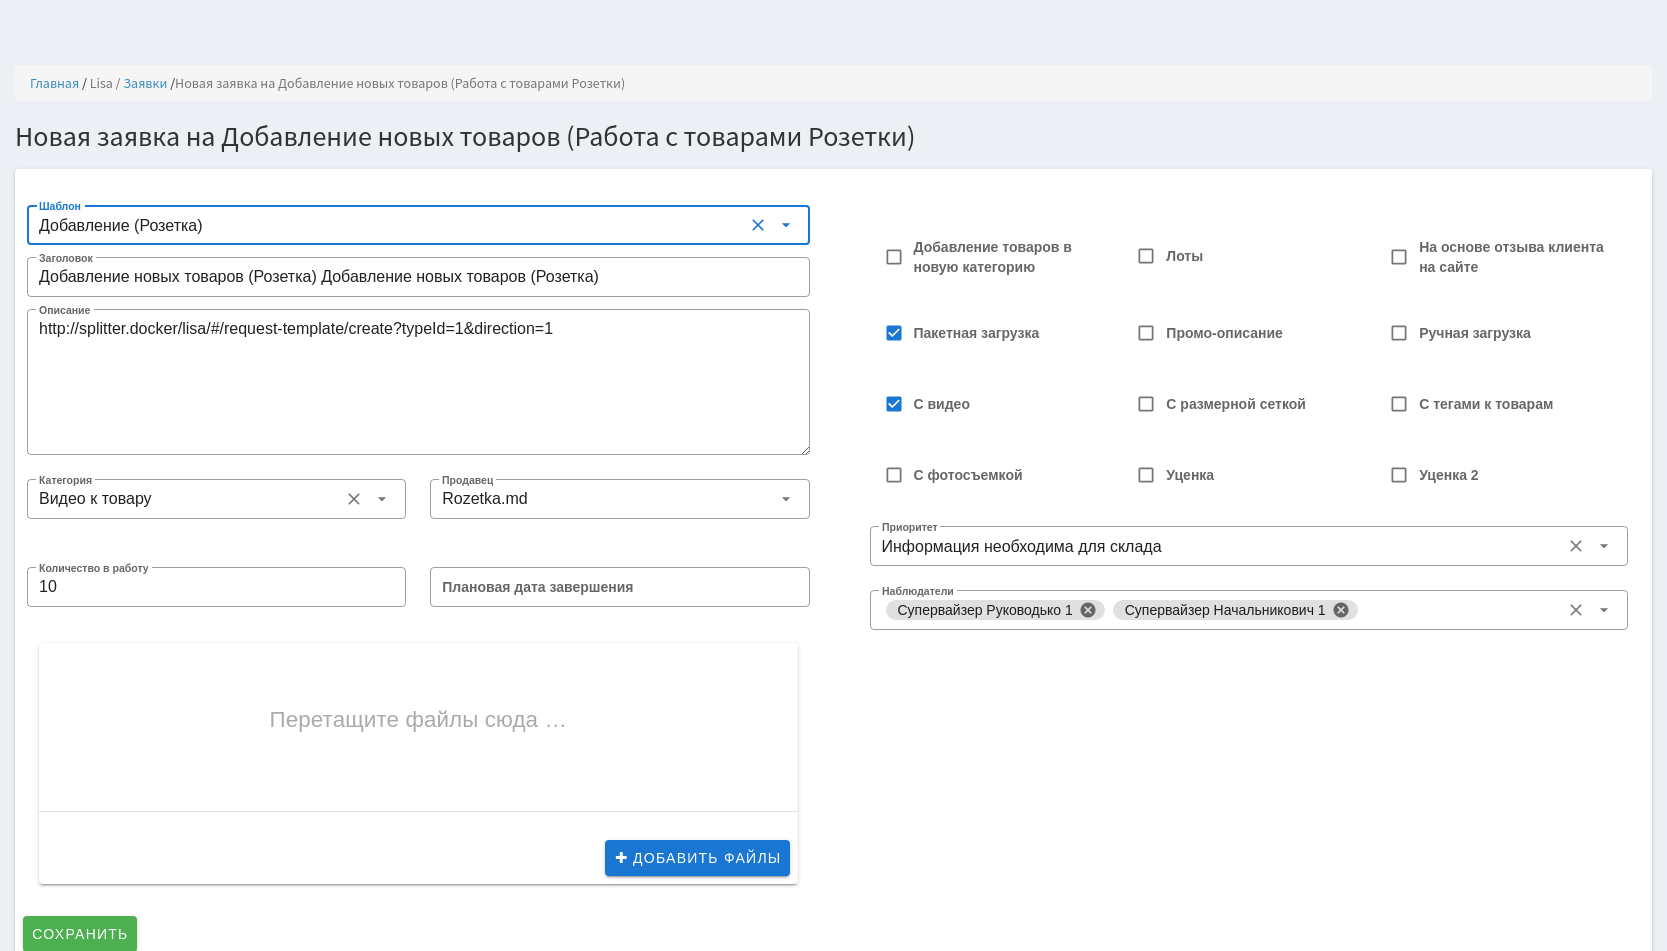 Главная / Lisa / Заявки /Новая заявка на Добавление новых товаров (Работа с товарами Розетки)
Новая заявка на Добавление новых товаров (Работа с товарами Розетки)
Шаблон
Добавление (Розетка)
Заголовок
Добавление новых товаров (Розетка) Добавление новых товаров (Розетка)
Описание
http://splitter.docker/lisa/#/request-template/create?typeId=1&direction=1
Категория
Видео к товару
Продавец
Rozetka.md
Количество в работу
10
Плановая дата завершения
Перетащите файлы сюда …
ДОБАВИТЬ ФАЙЛЫ
СОХРАНИТЬ
Добавление товаров в
новую категорию
Лоты
На основе отзыва клиента
на сайте
Пакетная загрузка
Промо-описание
Ручная загрузка
С видео
С размерной сеткой
С тегами к товарам
С фотосъемкой
Уценка
Уценка 2
Приоритет
Информация необходима для склада
Наблюдатели
Супервайзер Руководько 1
Супервайзер Начальникович 1